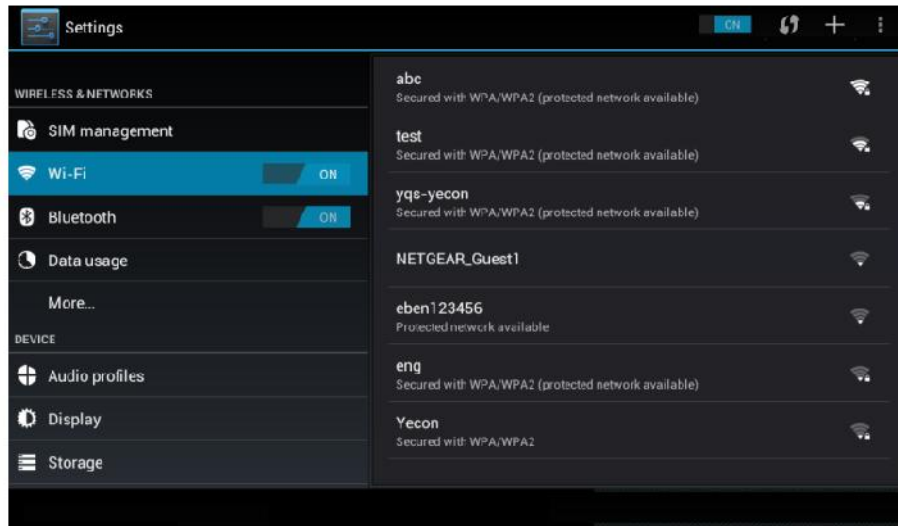 Settings
ON
WIRELESS & NETWORKS
SIM management
Wi-Fi
ON
Bluetooth
ON
Data usage
More...
DEVICE
Audio profiles
Display
Storage
abc
Secured with WPA/WPA2 (protected network available)
test
Secured with WPA/WPA2 (protected network available)
yqs-yecon
Secured with WPA/WPA2 (protected network available)
NETGEAR_Guest1
eben123456
Protected network available
eng
Secured with WPA/WPA2 (protected network available)
Yecon
Secured with WPA/WPA2